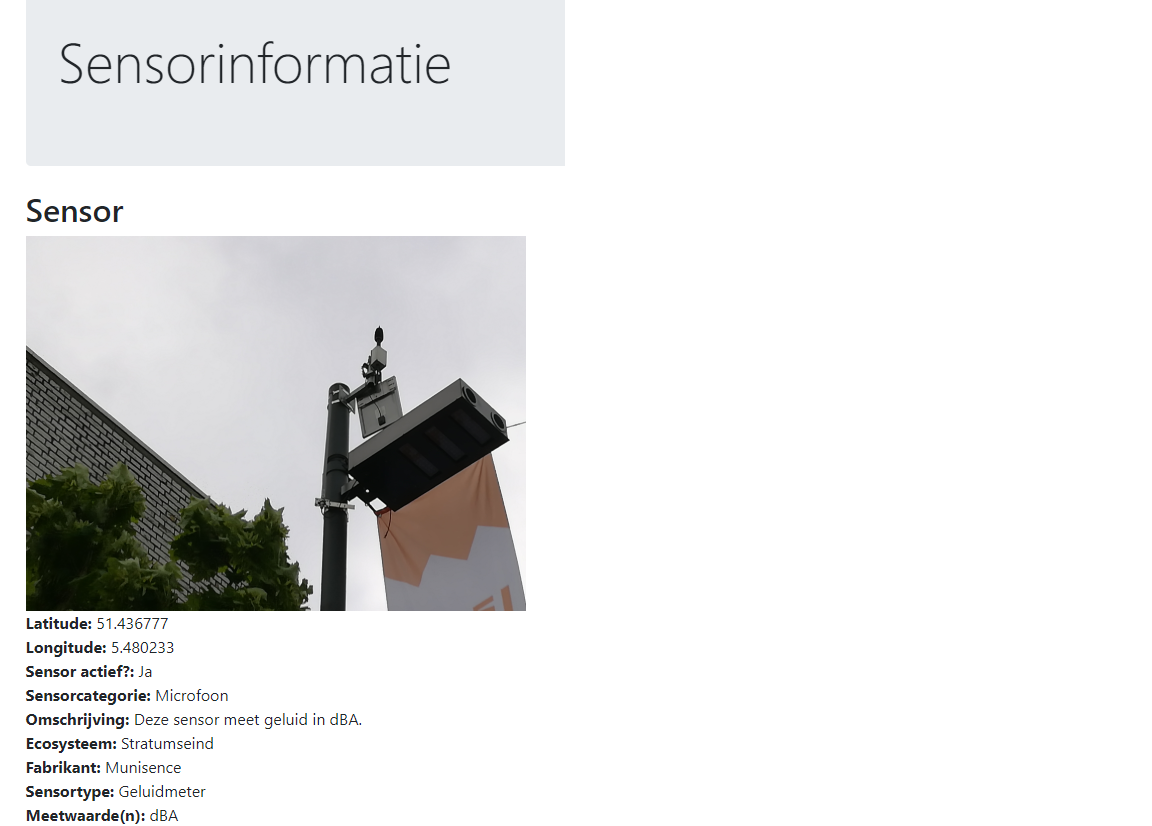 Sensorinformatie
Sensor
Latitude: 51.436777
Longitude: 5.480233
Sensor actief?: Ja
Sensorcategorie: Microfoon
Omschrijving: Deze sensor meet geluid in dBA.
Ecosysteem: Stratumseind
Fabrikant: Munisence
Sensortype: Geluidmeter
Meetwaarde(n): dBA